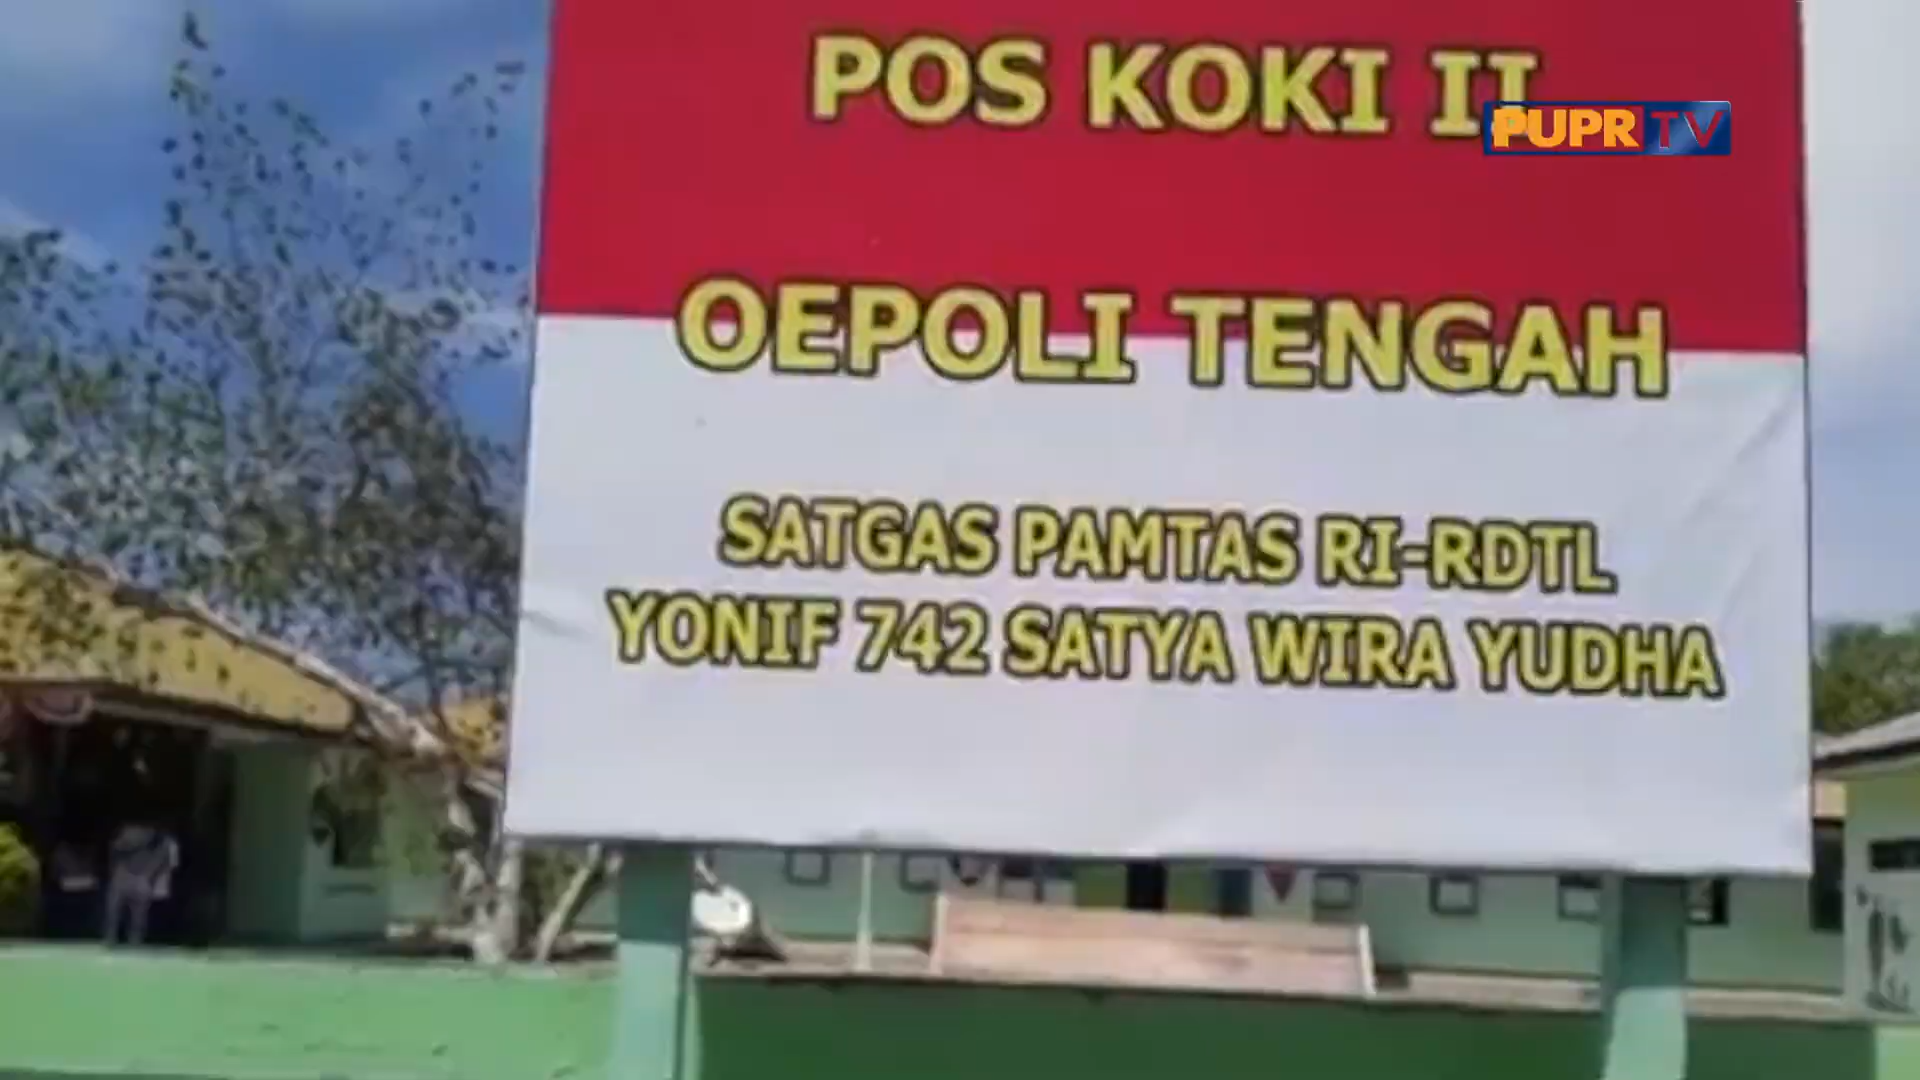 POS KOKI II
PUPR TV
OEPOLI TENGAH
SATGAS PAMTAS RI-RDTL
YONIF 742 SATYA WIRA YUDHA